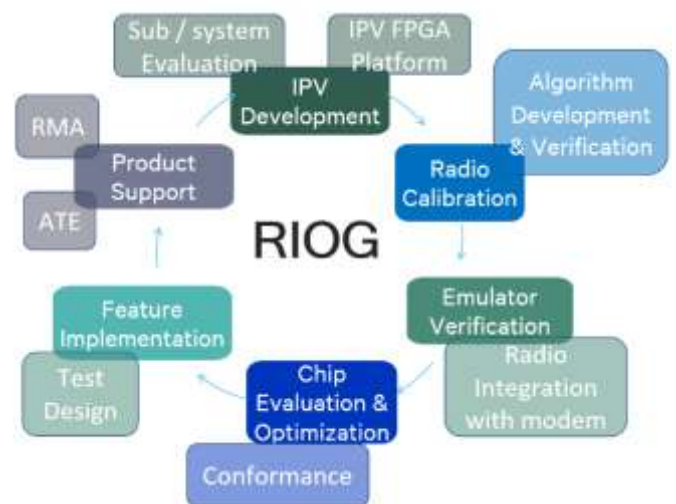 Sub / system
Evaluation
IPV FPGA
Platform
IPV
Development
Algorithm
Development
& Verification
RMA
Product
Support
Radio
Calibration
ATE
RIOG
Feature
Implementation
Emulator
Verification
Test
Design
Chip
Evaluation &
Optimization
Radio
Integration
with modem
Conformance